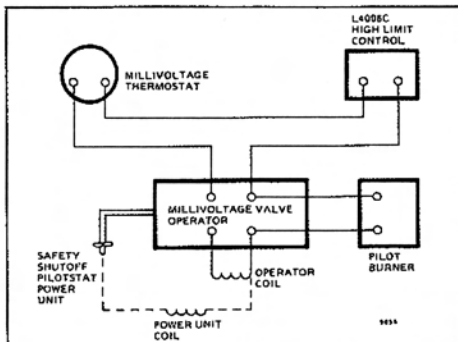 L4006C
HIGH LIMIT
CONTROL
MILLIVOLTAGE
THERMOSTAT
MILLIVOLTAGE VALVE
OPERATOR
SAFETY
SHUTOFF
PILOTSTAT
POWER
UNIT
OPERATOR
COIL
PILOT
BURNER
POWER UNIT
COIL